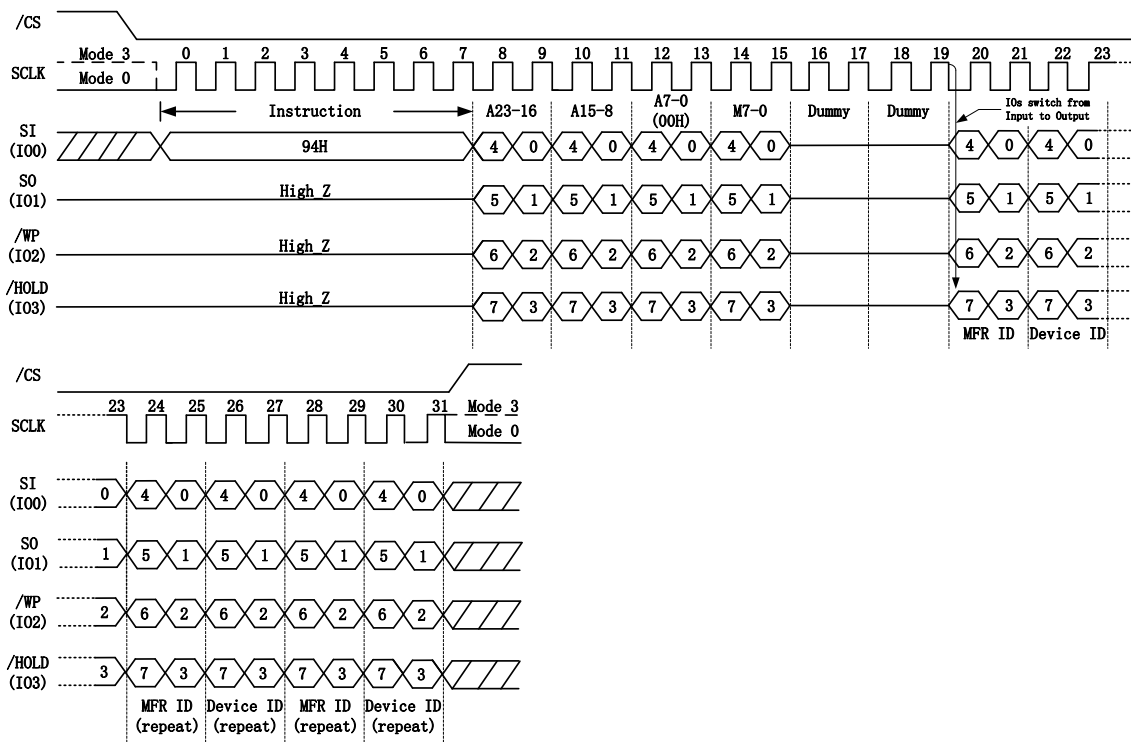 /CS
Mode 3 0 1 2 3 4 5 6 7 8 9 10 11 12 13 14 15 16 17 18 19 20 21 22 23
SCLK
Mode 0
Instruction A23-16 A15-8 A7-0 M7-0 Dummy Dummy IOs switch from
(00H) Input to Output
SI
(IO0) 94H 4 0 4 0 4 0 4 0 4 0 4 0
SO
(IO1) High_Z 5 1 5 1 5 1 5 1 5 1 5 1
/WP
(IO2) High_Z 6 2 6 2 6 2 6 2 6 2 6 2
/HOLD
(IO3) High_Z 7 3 7 3 7 3 7 3 7 3 7 3
MFR ID Device ID
/CS
23 24 25 26 27 28 29 30 31 Mode 3
SCLK
Mode 0
SI
(IO0) 0 4 0 4 0 4 0 4 0
SO
(IO1) 1 5 1 5 1 5 1 5 1
/WP
(IO2) 2 6 2 6 2 6 2 6 2
/HOLD
(IO3) 3 7 3 7 3 7 3 7 3
MFR ID Device ID MFR ID Device ID
(repeat) (repeat) (repeat) (repeat)